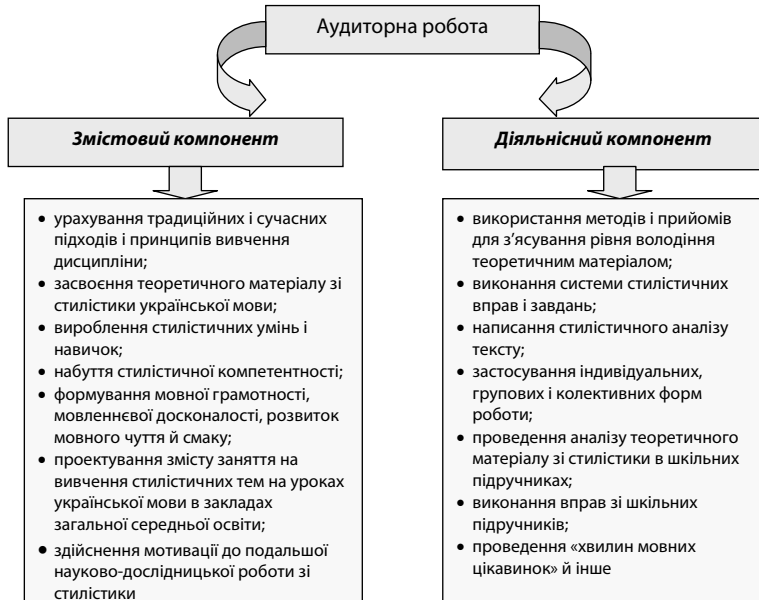 Аудиторна робота
Змістовий компонент
• урахування традиційних і сучасних
підходів і принципів вивчення
дисципліни;
• засвоєння теоретичного матеріалу зі
стилістики української мови;
• вироблення стилістичних умінь і
навичок;
• набуття стилістичної компетентності;
• формування мовної грамотності,
мовленнєвої досконалості, розвиток
мовного чуття й смаку;
• проектування змісту заняття на
вивчення стилістичних тем на уроках
української мови в закладах
загальної середньої освіти;
• здійснення мотивації до подальшої
науково-дослідницької роботи зі
стилістики
Діяльнісний компонент
• використання методів і прийомів
для з'ясування рівня володіння
теоретичним матеріалом;
• виконання системи стилістичних
вправ і завдань;
• написання стилістичного аналізу
тексту;
• застосування індивідуальних,
групових і колективних форм
роботи;
• проведення аналізу теоретичного
матеріалу зі стилістики в шкільних
підручниках;
• виконання вправ зі шкільних
підручників;
• проведення «хвилин мовних
цікавинок» й інше